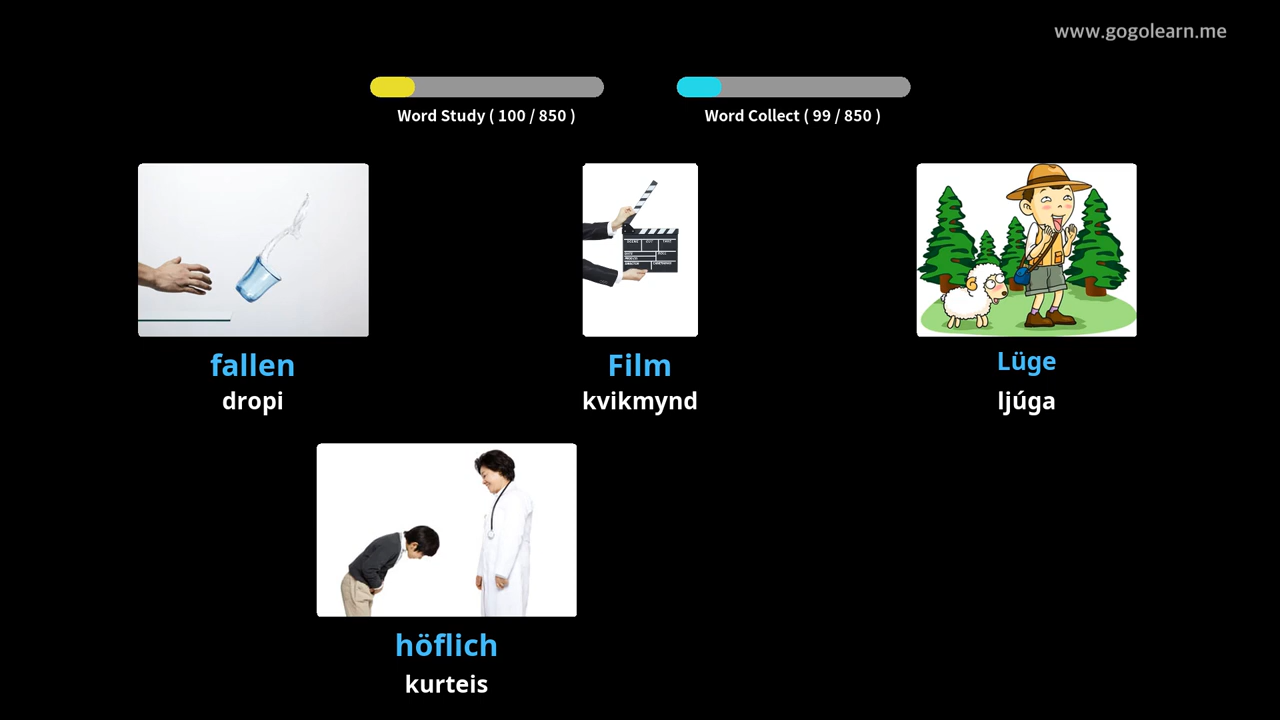 www.gogolearn.me
Word Study ( 100 / 850 )
Word Collect ( 99 / 850 )
fallen
dropi
Film
kvikmynd
Lüge
ljúga
höflich
kurteis